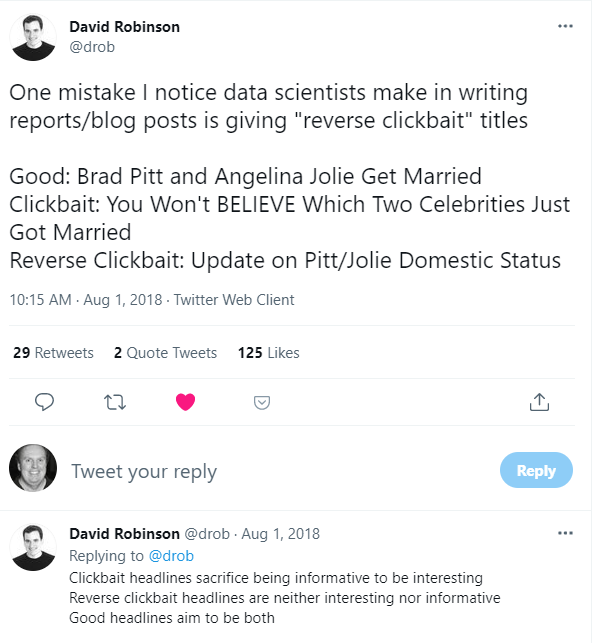 David Robinson
@drob
One mistake I notice data scientists make in writing
reports/blog posts is giving "reverse clickbait" titles
Good: Brad Pitt and Angelina Jolie Get Married
Clickbait: You Won't BELIEVE Which Two Celebrities Just
Got Married
Reverse Clickbait: Update on Pitt/Jolie Domestic Status
10:15 AM · Aug 1, 2018 · Twitter Web Client
29 Retweets 2 Quote Tweets 125 Likes
Tweet your reply
Reply
David Robinson @drob · Aug 1, 2018
Replying to @drob
Clickbait headlines sacrifice being informative to be interesting
Reverse clickbait headlines are neither interesting nor informative
Good headlines aim to be both